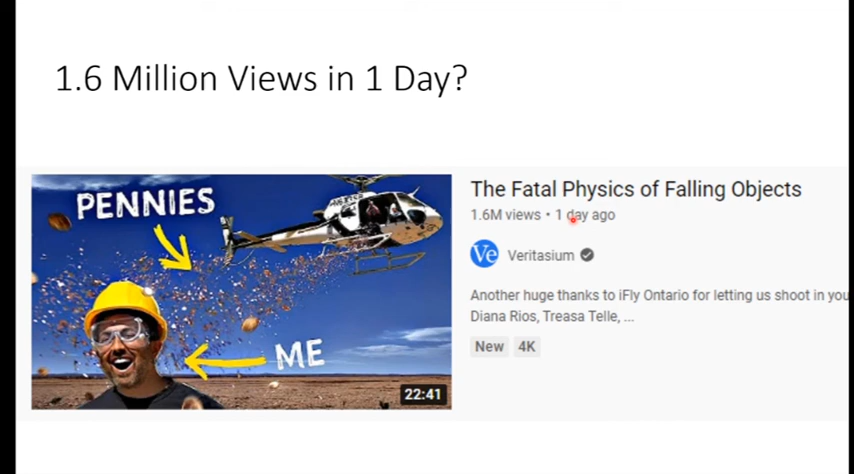 1.6 Million Views in 1 Day?
PENNIES
ME
22:41
The Fatal Physics of Falling Objects
1.6M views • 1 day ago
Ve Veritasium
Another huge thanks to iFly Ontario for letting us shoot in you
Diana Rios, Treasa Telle, ...
New 4K